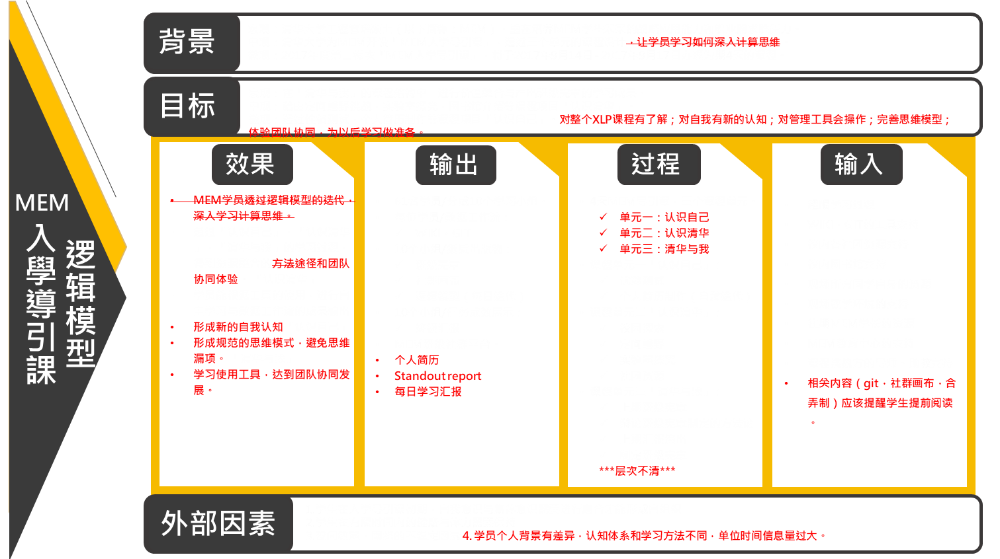 MEM
入學導引課
逻辑模型
背景
，让学员学习如何深入计算思维
目标
对整个XLP课程有了解；对自我有新的认知；对管理工具会操作；完善思维模型；
体验团队协同，为以后学习做准备。
效果
• MEM学员透过逻辑模型的迭代，
深入学习计算思维。
方法途径和团队
协同体验
• 形成新的自我认知
• 形成规范的思维模式，避免思维
漏项。
• 学习使用工具，达到团队协同发
展。
输出
• 个人简历
• Standout report
• 每日学习汇报
过程
✓ 单元一：认识自己
✓ 单元二：认识清华
✓ 单元三：清华与我
***层次不清***
输入
• 相关内容（git，社群画布，合
弄制）应该提醒学生提前阅读
。
外部因素
4. 学员个人背景有差异，认知体系和学习方法不同，单位时间信息量过大。